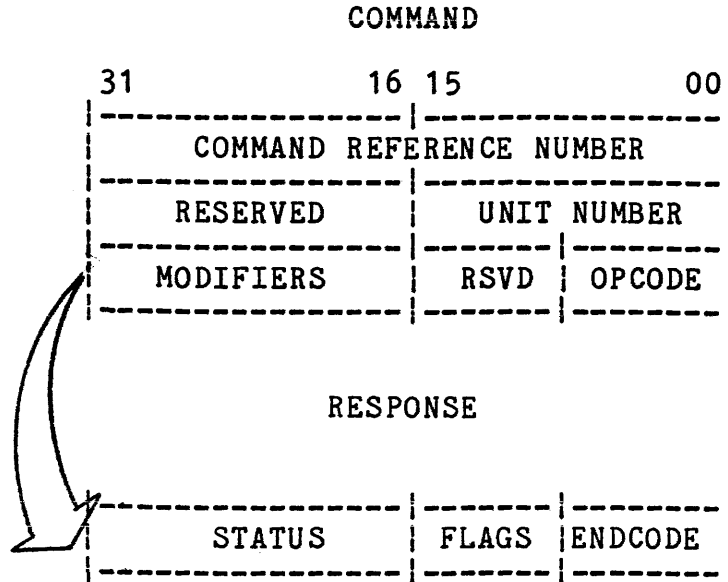 COMMAND
31 16 15 00
COMMAND REFERENCE NUMBER
RESERVED UNIT NUMBER
MODIFIERS RSVD OPCODE
RESPONSE
STATUS FLAGS ENDCODE